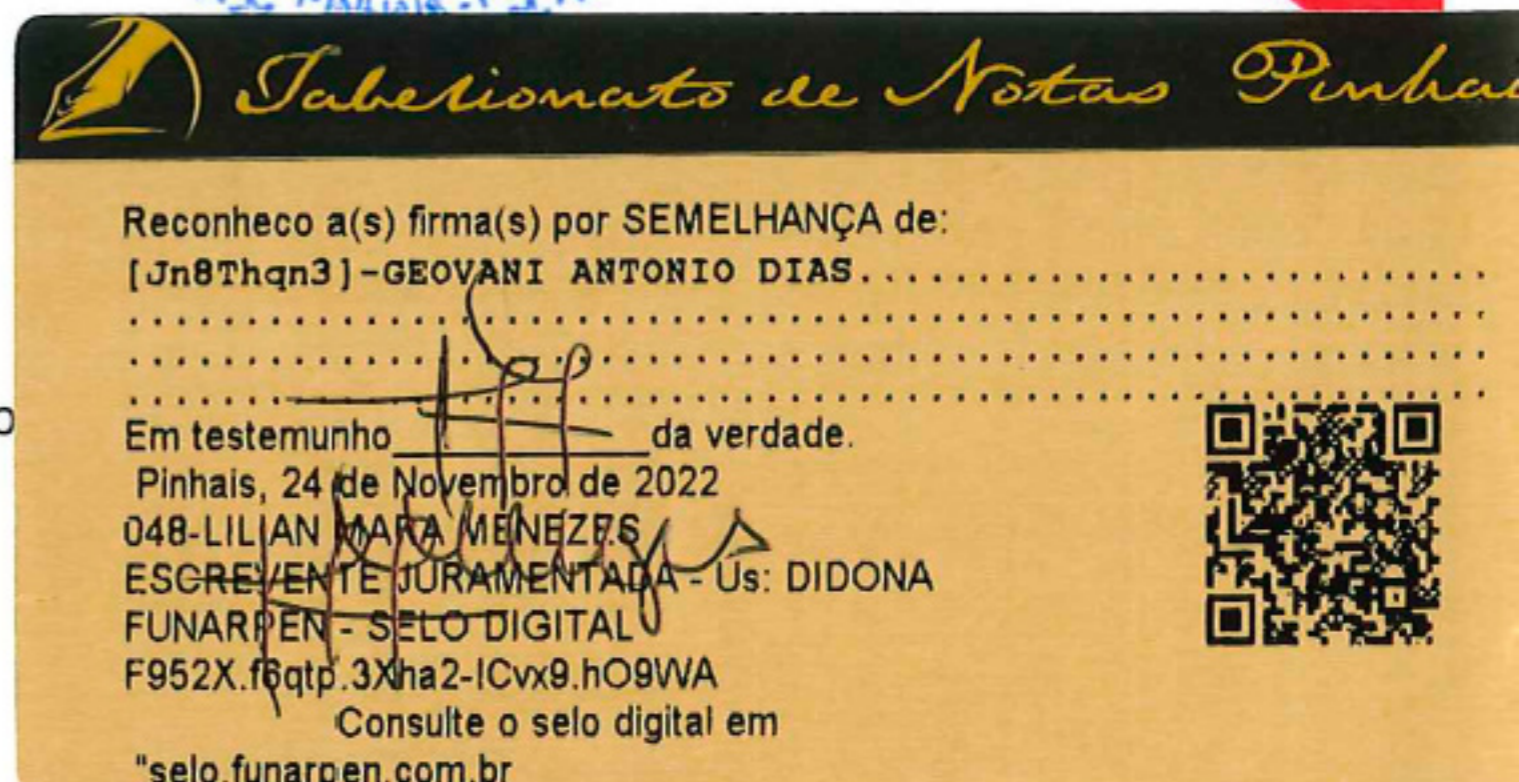 Tabelionato de Notas Pinhai
Reconheco a(s) firma(s) por SEMELHANÇA de:
[Jn8Thqn3]-GEOVANI ANTONIO DIAS
Em testemunho da verdade.
Pinhais, 24 de Novembro de 2022
048-LILIAN MARA MENEZES
ESCREVENTE JURAMENTADA - Us: DIDONA
FUNARPEN - SELO DIGITAL
F952X.f6qtp.3Xha2-ICvx9.hO9WA
Consulte o selo digital em
"selo.funarpen.com.br